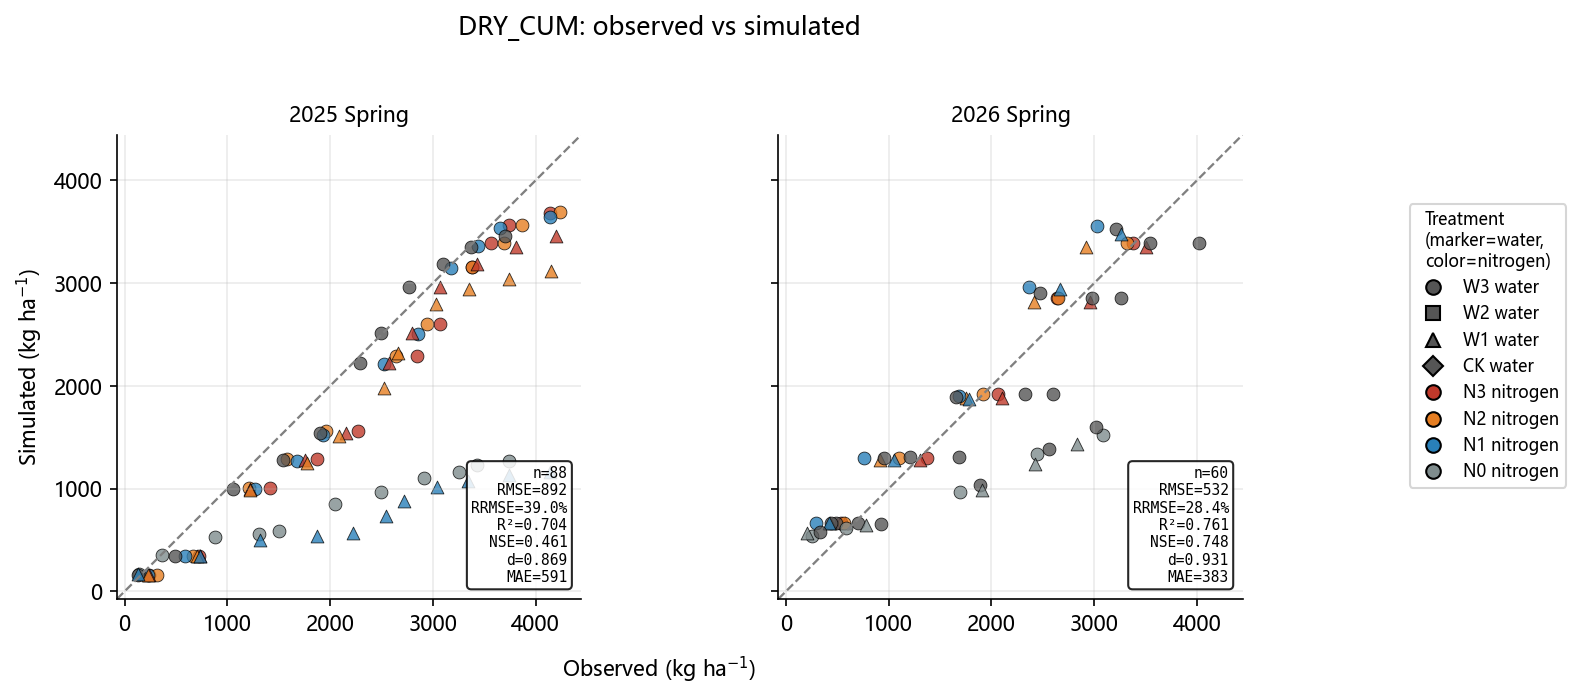 DRY_CUM: observed vs simulated
2025 Spring
2026 Spring
Simulated (kg ha⁻¹)
4000
3000
2000
1000
0
0 1000 2000 3000 4000
0 1000 2000 3000 4000
Observed (kg ha⁻¹)
n=88
RMSE=892
RRMSE=39.0%
R²=0.704
NSE=0.461
d=0.869
MAE=591
n=60
RMSE=532
RRMSE=28.4%
R²=0.761
NSE=0.748
d=0.931
MAE=383
Treatment
(marker=water,
color=nitrogen)
W3 water
W2 water
W1 water
CK water
N3 nitrogen
N2 nitrogen
N1 nitrogen
N0 nitrogen